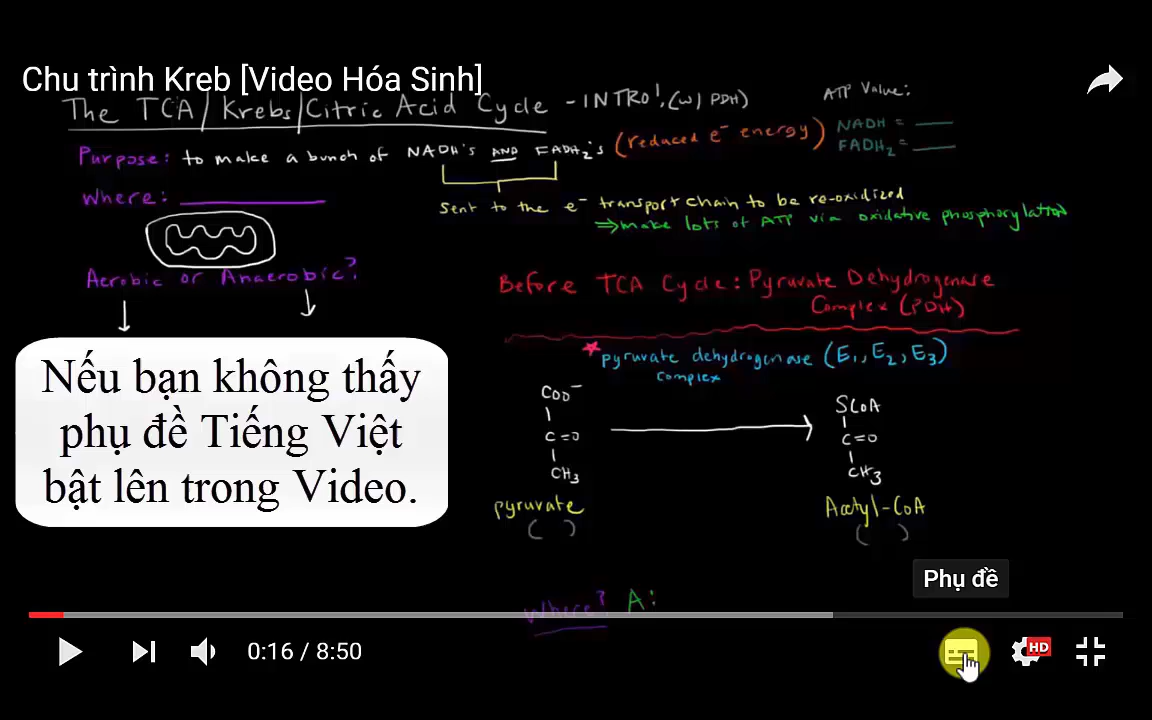 Chu trình Kreb [Video Hóa Sinh]
The TCA/Krebs/Citric Acid Cycle - INTRO! (w/ PDH)
ATP Value:
NADH = ___
FADH₂ = ___
Purpose: to make a bunch of NADH's AND FADH₂'s (reduced e⁻ energy)
Where: ___
Sent to the e⁻ transport chain to be re-oxidized
⇒ make lots of ATP via oxidative phosphorylation
Aerobic or Anaerobic?
Before TCA Cycle: Pyruvate Dehydrogenase
Complex (PDH)
Nếu bạn không thấy
phụ đề Tiếng Việt
bật lên trong Video.
* pyruvate dehydrogenase (E₁, E₂, E₃)
complex
COO⁻
C=O
CH₃
pyruvate
( )
SCoA
C=O
CH₃
Acetyl-CoA
( )
Phụ đề
Where? A:
0:16 / 8:50
HD